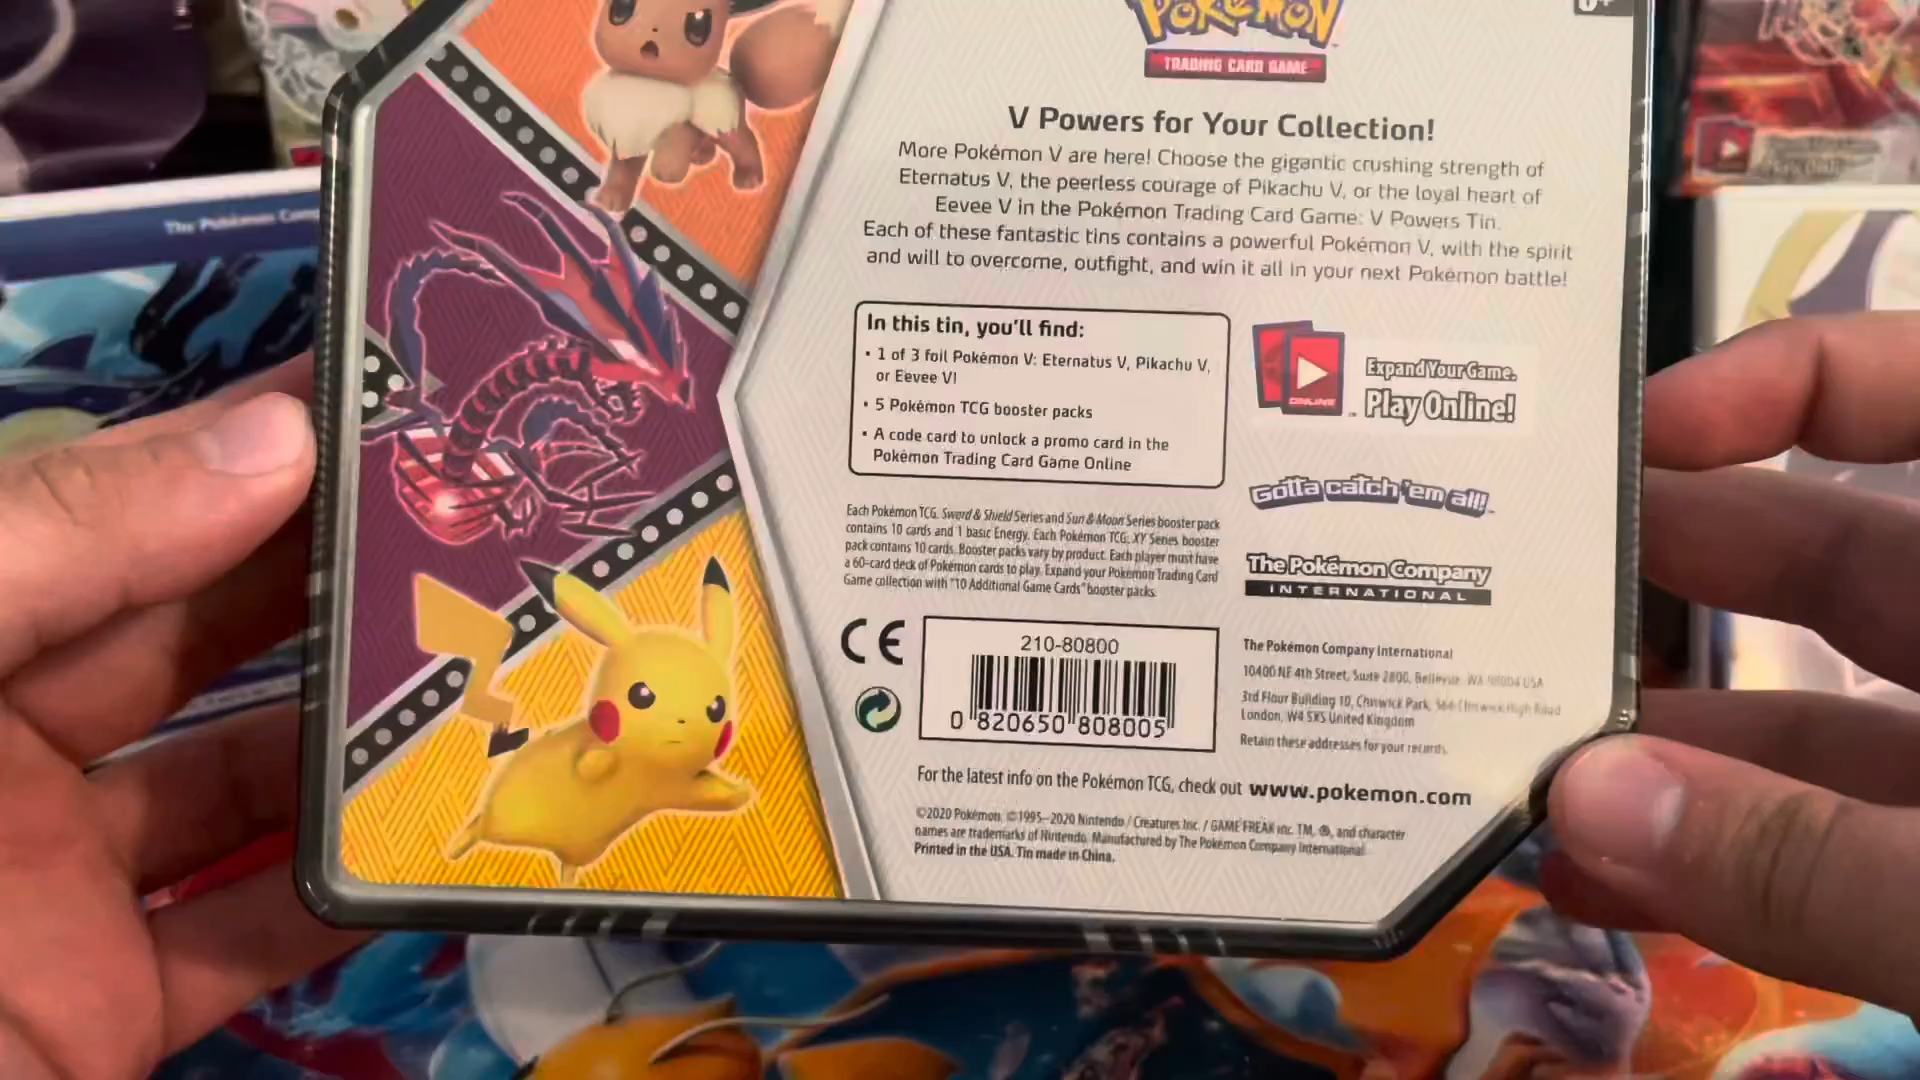 POKéMON
TRADING CARD GAME
V Powers for Your Collection!
More Pokémon V are here! Choose the gigantic crushing strength of
Eternatus V, the peerless courage of Pikachu V, or the loyal heart of
Eevee V in the Pokémon Trading Card Game: V Powers Tin.
Each of these fantastic tins contains a powerful Pokémon V, with the spirit
and will to overcome, outfight, and win it all in your next Pokémon battle!
The Pokémon Comp
In this tin, you'll find:
• 1 of 3 foil Pokémon V: Eternatus V, Pikachu V,
or Eevee V!
• 5 Pokémon TCG booster packs
• A code card to unlock a promo card in the
Pokémon Trading Card Game Online
ONLINE
Expand Your Game.
Play Online!
Gotta catch 'em all!
Each Pokémon TCG: Sword & Shield Series and Sun & Moon Series booster pack
contains 10 cards and 1 basic Energy. Each Pokémon TCG: XY Series booster
pack contains 10 cards. Booster packs vary by product. Each player must have
a 60-card deck of Pokémon cards to play. Expand your Pokémon Trading Card
Game collection with "10 Additional Game Cards" booster packs.
The Pokémon Company
INTERNATIONAL
CE
210-80800
0 820650 808005
The Pokémon Company International
10400 NE 4th Street, Suite 2800, Bellevue, WA 98004 USA
3rd Floor Building 10, Chiswick Park, 566 Chiswick High Road
London, W4 5XS United Kingdom
Retain these addresses for your records.
For the latest info on the Pokémon TCG, check out www.pokemon.com
©2020 Pokémon. ©1995–2020 Nintendo / Creatures Inc. / GAME FREAK inc. TM, ®, and character
names are trademarks of Nintendo. Manufactured by The Pokémon Company International.
Printed in the USA. Tin made in China.